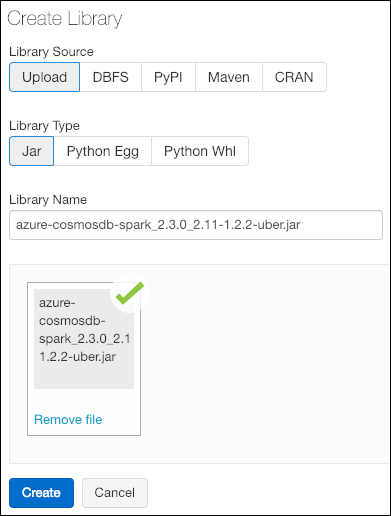 Create Library
Library Source
Upload DBFS PyPI Maven CRAN
Library Type
Jar Python Egg Python Whl
Library Name
azure-cosmosdb-spark_2.3.0_2.11-1.2.2-uber.jar
azure-
cosmosdb-
spark_2.3.0_2.1
1.2.2-uber.jar
Remove file
Create Cancel